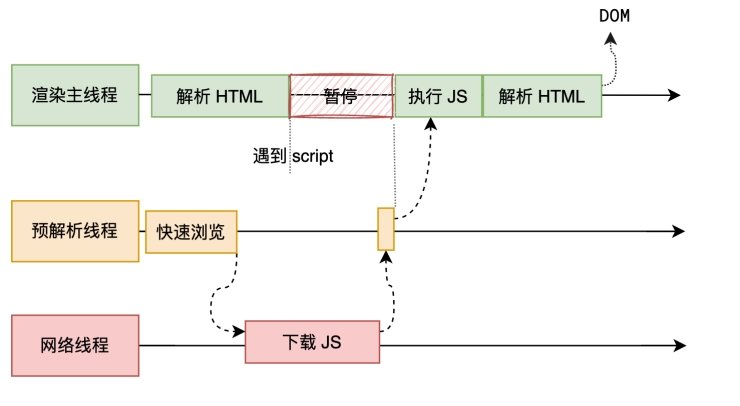 DOM
渲染主线程
解析 HTML
暂停
执行 JS
解析 HTML
遇到 script
预解析线程
快速浏览
网络线程
下载 JS